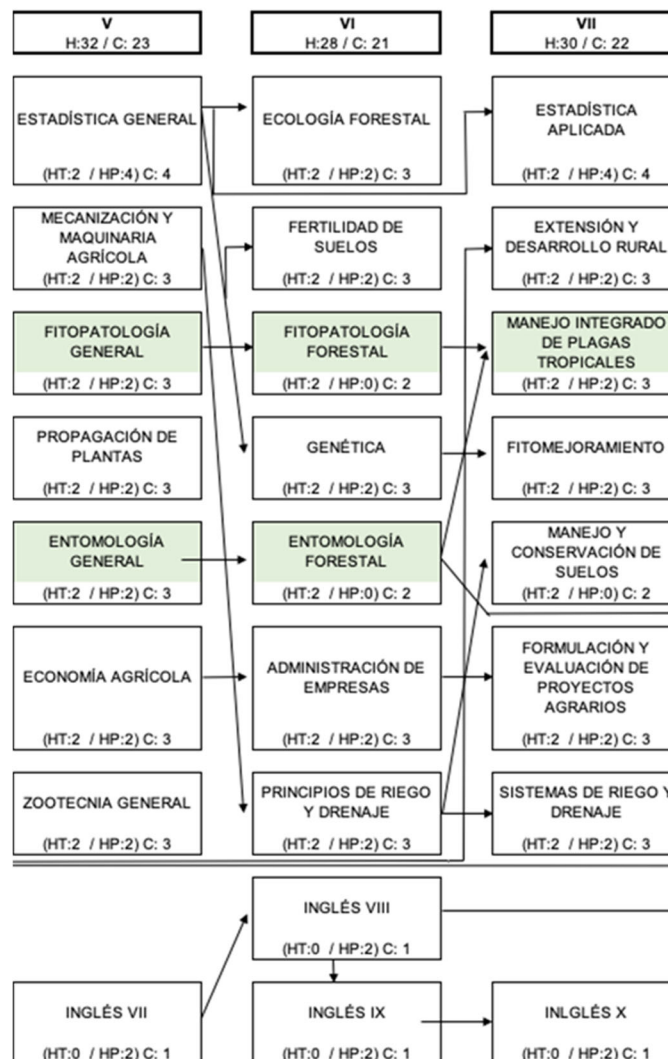 V
H:32 / C: 23
VI
H:28 / C: 21
VII
H:30 / C: 22
ESTADÍSTICA GENERAL
(HT:2 / HP:4) C: 4
ECOLOGÍA FORESTAL
(HT:2 / HP:2) C: 3
ESTADÍSTICA
APLICADA
(HT:2 / HP:4) C: 4
MECANIZACIÓN Y
MAQUINARIA
AGRÍCOLA
(HT:2 / HP:2) C: 3
FERTILIDAD DE
SUELOS
(HT:2 / HP:2) C: 3
EXTENSIÓN Y
DESARROLLO RURAL
(HT:2 / HP:2) C: 3
FITOPATOLOGÍA
GENERAL
(HT:2 / HP:2) C: 3
FITOPATOLOGÍA
FORESTAL
(HT:2 / HP:0) C: 2
MANEJO INTEGRADO
DE PLAGAS
TROPICALES
(HT:2 / HP:2) C: 3
PROPAGACIÓN DE
PLANTAS
(HT:2 / HP:2) C: 3
GENÉTICA
(HT:2 / HP:2) C: 3
FITOMEJORAMIENTO
(HT:2 / HP:2) C: 3
ENTOMOLOGÍA
GENERAL
(HT:2 / HP:2) C: 3
ENTOMOLOGÍA
FORESTAL
(HT:2 / HP:0) C: 2
MANEJO Y
CONSERVACIÓN DE
SUELOS
(HT:2 / HP:0) C: 2
ECONOMÍA AGRÍCOLA
(HT:2 / HP:2) C: 3
ADMINISTRACIÓN DE
EMPRESAS
(HT:2 / HP:2) C: 3
FORMULACIÓN Y
EVALUACIÓN DE
PROYECTOS
AGRARIOS
(HT:2 / HP:2) C: 3
ZOOTECNIA GENERAL
(HT:2 / HP:2) C: 3
PRINCIPIOS DE RIEGO
Y DRENAJE
(HT:2 / HP:2) C: 3
SISTEMAS DE RIEGO Y
DRENAJE
(HT:2 / HP:2) C: 3
INGLÉS VIII
(HT:0 / HP:2) C: 1
INGLÉS VII
(HT:0 / HP:2) C: 1
INGLÉS IX
(HT:0 / HP:2) C: 1
INLGLÉS X
(HT:0 / HP:2) C: 1